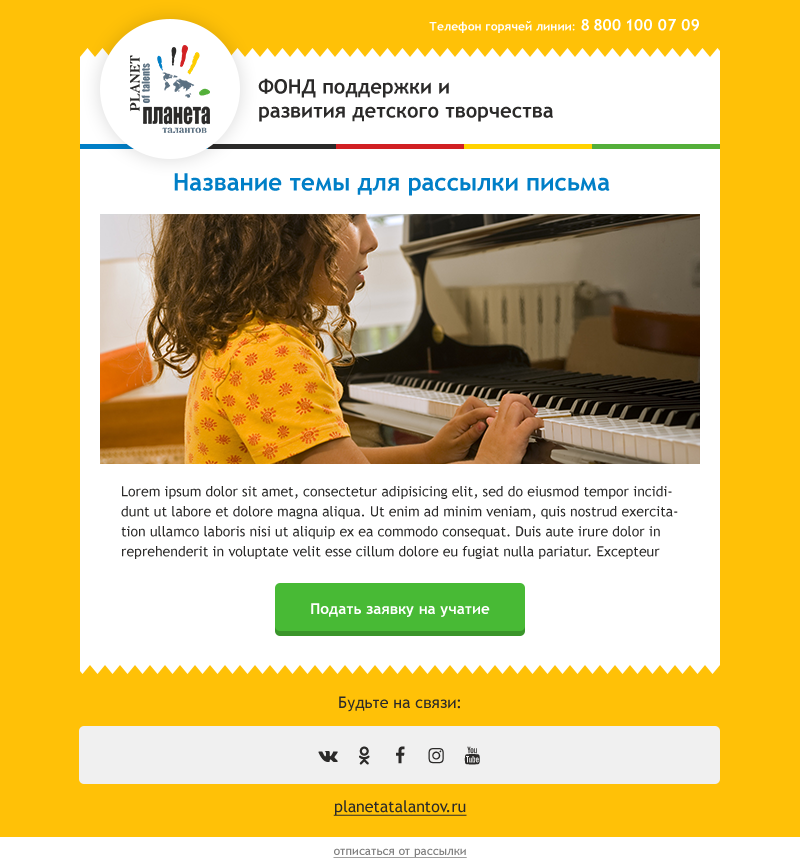 Телефон горячей линии: 8 800 100 07 09
PLANET
of talents
планета
талантов
ФОНД поддержки и
развития детского творчества
Название темы для рассылки письма
Lorem ipsum dolor sit amet, consectetur adipisicing elit, sed do eiusmod tempor incidi-
dunt ut labore et dolore magna aliqua. Ut enim ad minim veniam, quis nostrud exercita-
tion ullamco laboris nisi ut aliquip ex ea commodo consequat. Duis aute irure dolor in
reprehenderit in voluptate velit esse cillum dolore eu fugiat nulla pariatur. Excepteur
Подать заявку на учатие
Будьте на связи:
You
Tube
planetatalantov.ru
отписаться от рассылки